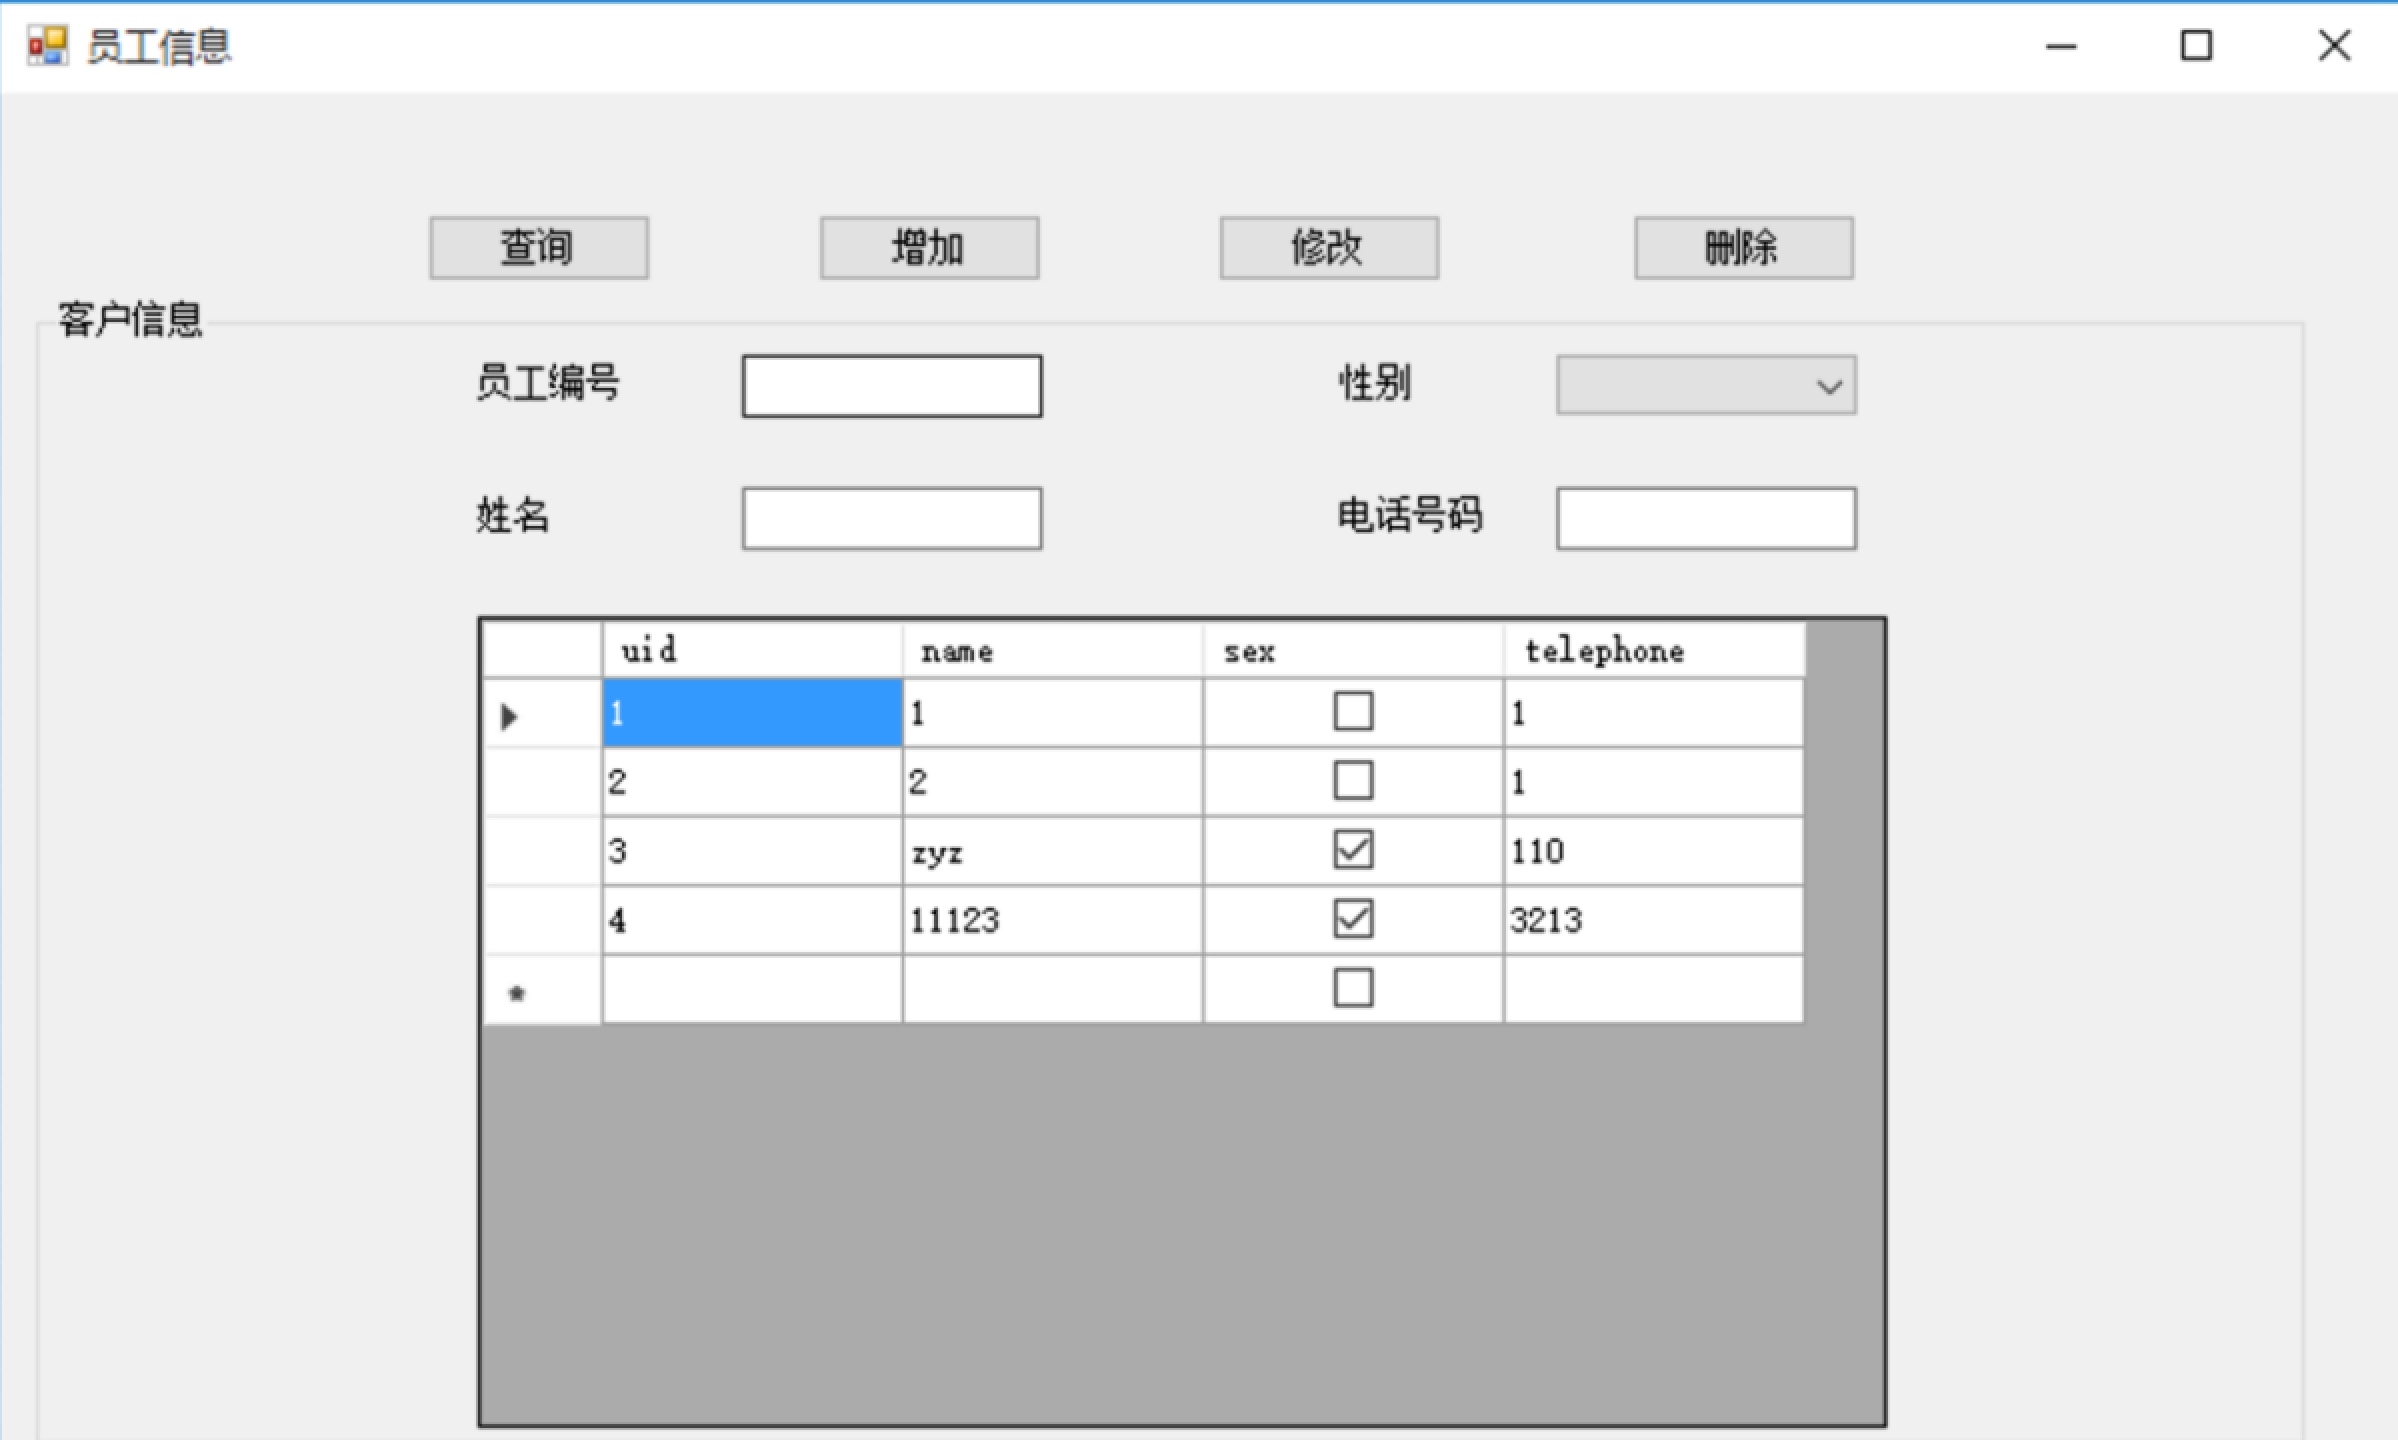 员工信息
查询 增加 修改 删除
客户信息
员工编号 性别
姓名 电话号码
uid name sex telephone
1 1 1
2 2 1
3 zyz 110
4 11123 3213
*